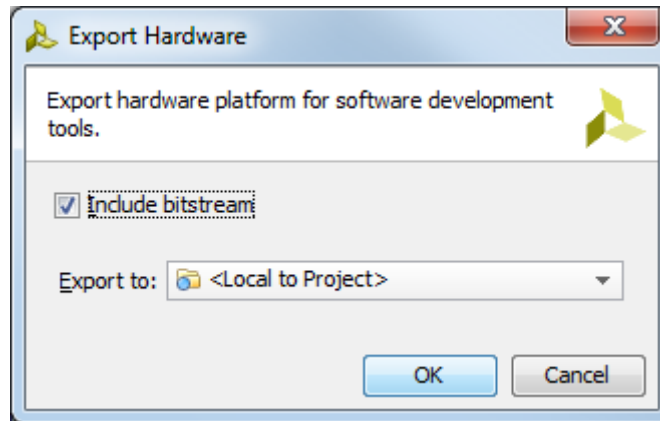 Export Hardware
Export hardware platform for software development
tools.
Include bitstream
Export to: <Local to Project>
OK Cancel